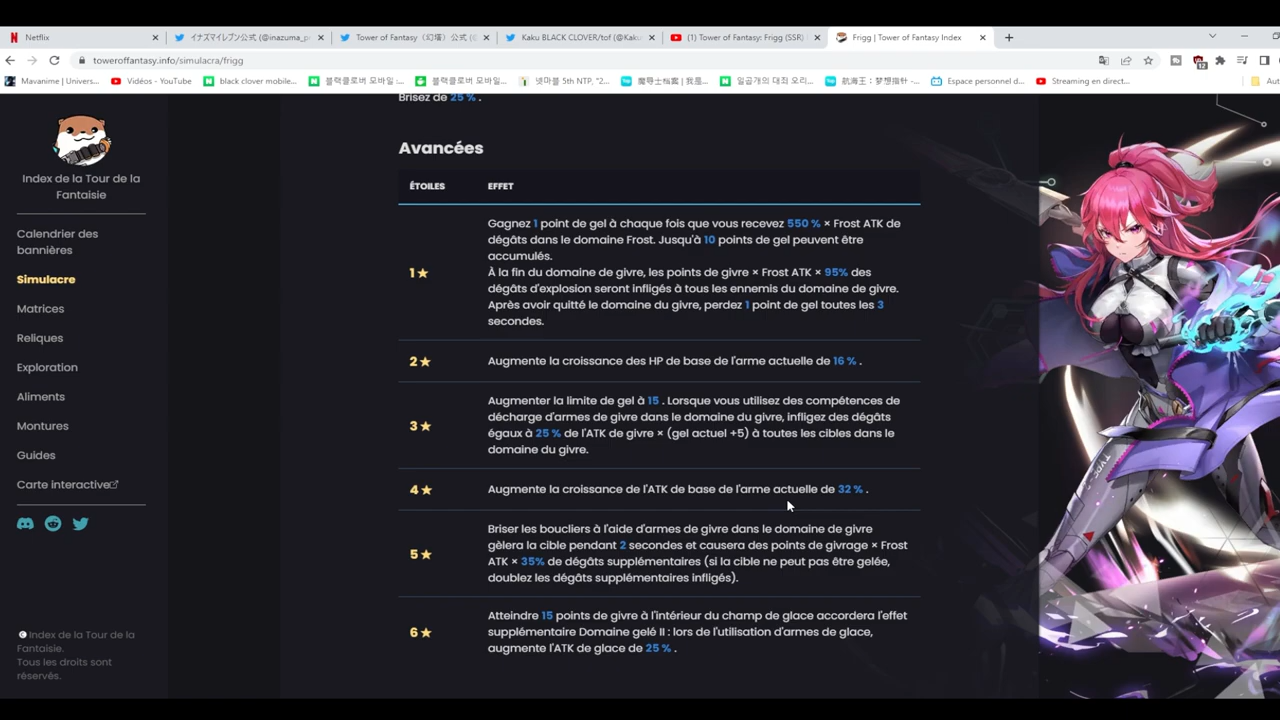 Netflix
イナズマイレブン公式 (@inazuma_p
Tower of Fantasy（幻塔）公式 (@
Kaku BLACK CLOVER/tof (@Kaku
(1) Tower of Fantasy: Frigg (SSR)
Frigg | Tower of Fantasy Index
toweroffantasy.info/simulacra/frigg
12
Mavanime | Univers...
Vidéos - YouTube
black clover mobile...
블랙클로버 모바일 :...
블랙클로버 모바일...
넷마블 5th NTP, "2...
魔导士档案 | 我是...
일곱개의 대죄 오리...
航海王：梦想指针 -...
Espace personnel d...
Streaming en direct...
Aut
Index de la Tour de la
Fantaisie
Calendrier des
bannières
Simulacre
Matrices
Reliques
Exploration
Aliments
Montures
Guides
Carte interactive
Index de la Tour de la
Fantaisie.
Tous les droits sont
réservés.
Brisez de 25 % .
Avancées
ÉTOILES EFFET
1 ★
Gagnez 1 point de gel à chaque fois que vous recevez 550 % × Frost ATK de
dégâts dans le domaine Frost. Jusqu'à 10 points de gel peuvent être
accumulés.
À la fin du domaine de givre, les points de givre × Frost ATK × 95% des
dégâts d'explosion seront infligés à tous les ennemis du domaine de givre.
Après avoir quitté le domaine du givre, perdez 1 point de gel toutes les 3
secondes.
2 ★ Augmente la croissance des HP de base de l'arme actuelle de 16 % .
3 ★
Augmenter la limite de gel à 15 . Lorsque vous utilisez des compétences de
décharge d'armes de givre dans le domaine du givre, infligez des dégâts
égaux à 25 % de l'ATK de givre × (gel actuel +5) à toutes les cibles dans le
domaine du givre.
4 ★ Augmente la croissance de l'ATK de base de l'arme actuelle de 32 % .
5 ★
Briser les boucliers à l'aide d'armes de givre dans le domaine de givre
gèlera la cible pendant 2 secondes et causera des points de givrage × Frost
ATK × 35% de dégâts supplémentaires (si la cible ne peut pas être gelée,
doublez les dégâts supplémentaires infligés).
6 ★
Atteindre 15 points de givre à l'intérieur du champ de glace accordera l'effet
supplémentaire Domaine gelé II : lors de l'utilisation d'armes de glace,
augmente l'ATK de glace de 25 % .